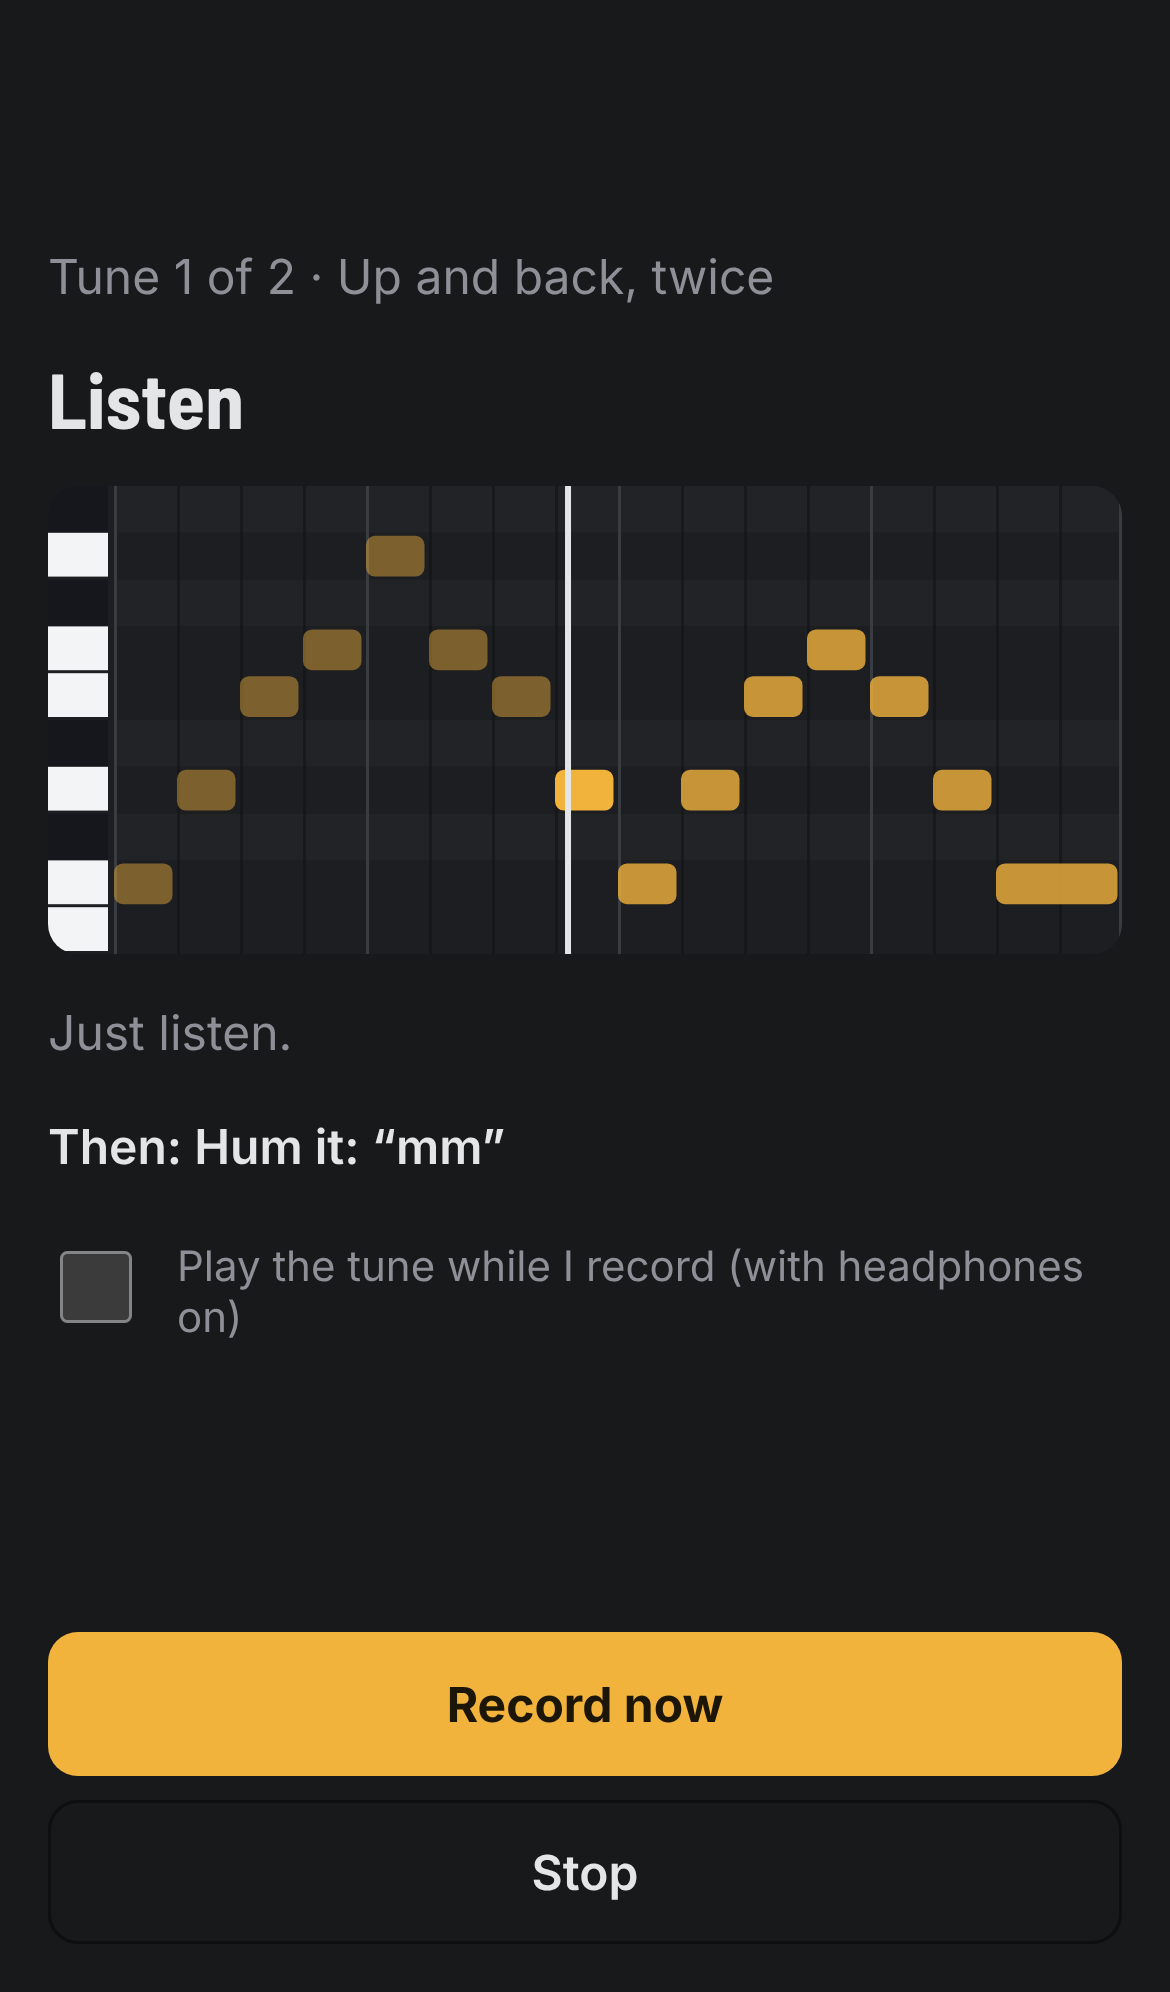 Tune 1 of 2 · Up and back, twice
Listen
Just listen.
Then: Hum it: “mm”
Play the tune while I record (with headphones
on)
Record now
Stop